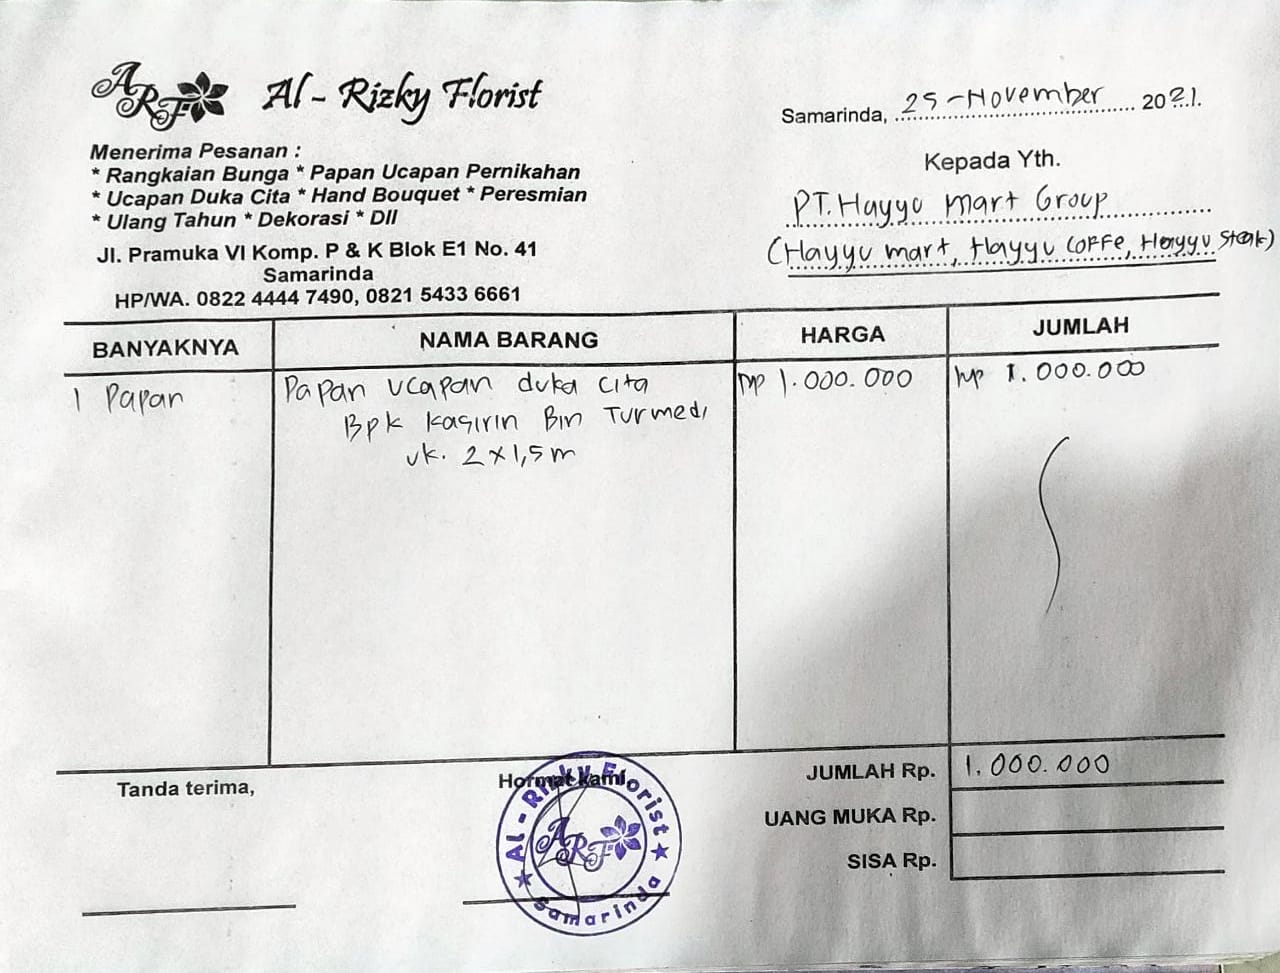 ARF Al - Rizky Florist
Menerima Pesanan :
* Rangkaian Bunga * Papan Ucapan Pernikahan
* Ucapan Duka Cita * Hand Bouquet * Peresmian
* Ulang Tahun * Dekorasi * Dll
Jl. Pramuka VI Komp. P & K Blok E1 No. 41
Samarinda
HP/WA. 0822 4444 7490, 0821 5433 6661
Samarinda, 25 - November 2021.
Kepada Yth.
PT. Hayyu Mart Group
(Hayyu mart, Hayyu Coffe, Hayyu Steak)
BANYAKNYA NAMA BARANG HARGA JUMLAH
1 Papan Papan ucapan duka cita Rp 1.000.000 Rp 1.000.000
Bpk Kasirin Bin Turmedi
uk. 2 x 1,5 m
JUMLAH Rp. 1.000.000
UANG MUKA Rp.
SISA Rp.
Tanda terima,
Hormat kami
Al - Rizky Florist
ARF
Samarinda